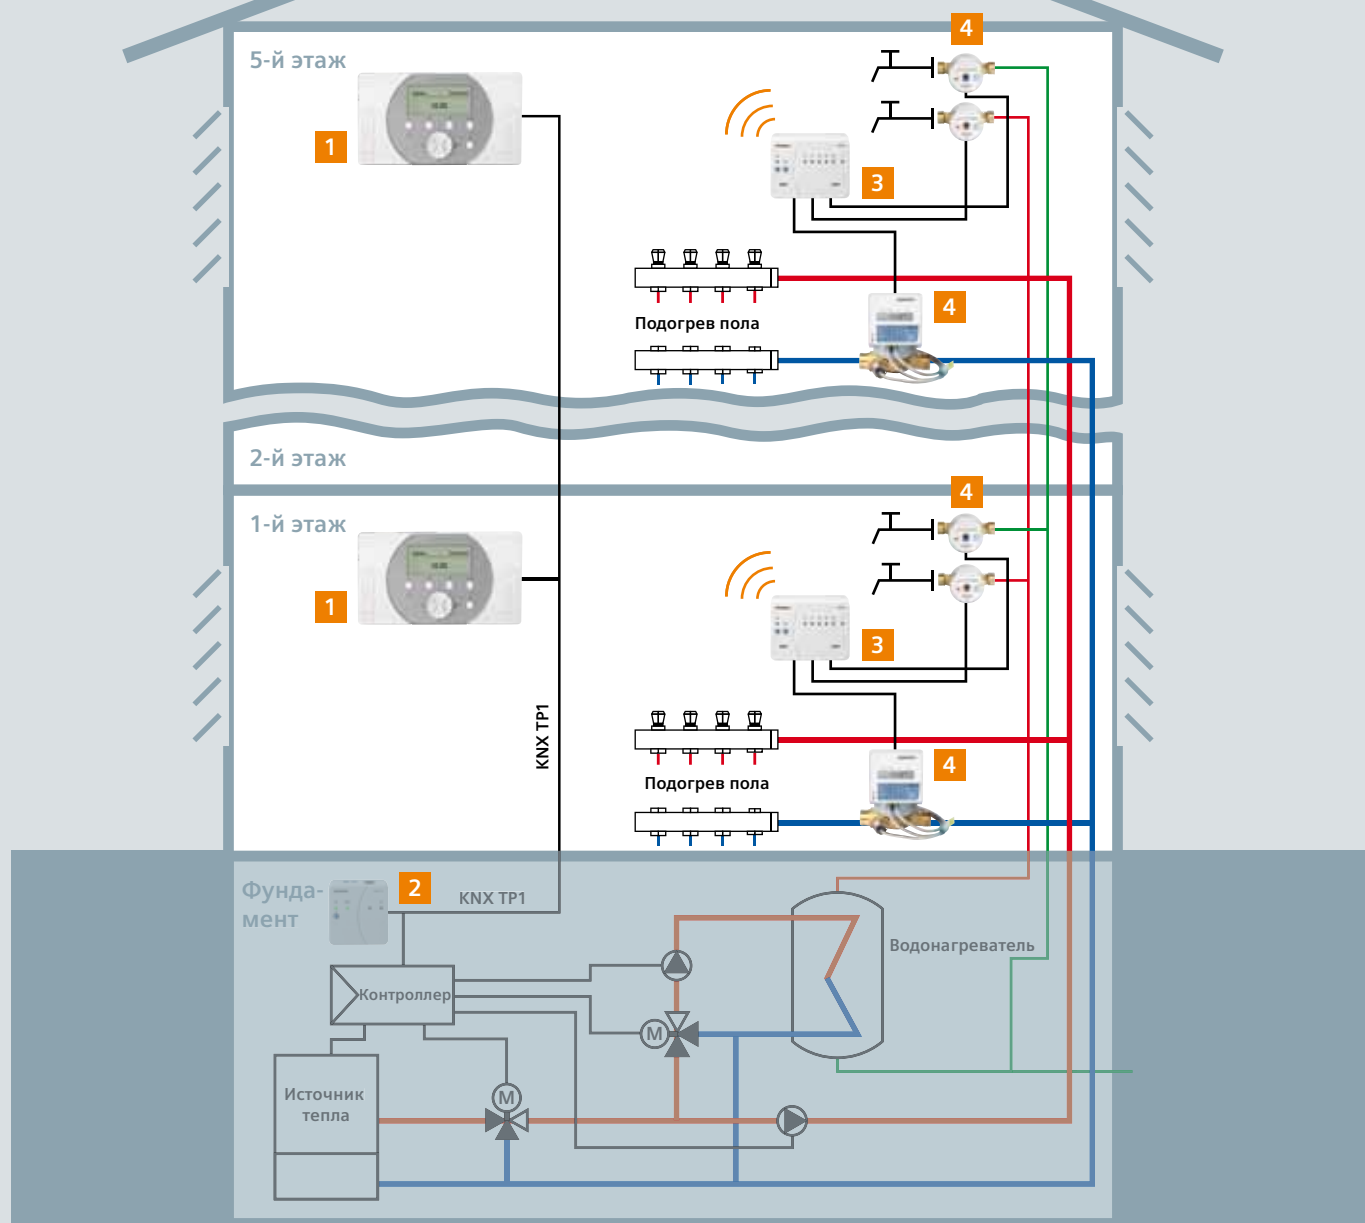 5-й этаж
4
1
3
4
Подогрев пола
2-й этаж
4
1-й этаж
1
3
4
KNX TP1
Подогрев пола
Фунда-
мент
2
KNX TP1
Водонагреватель
Контроллер
M
Источник
тепла
M